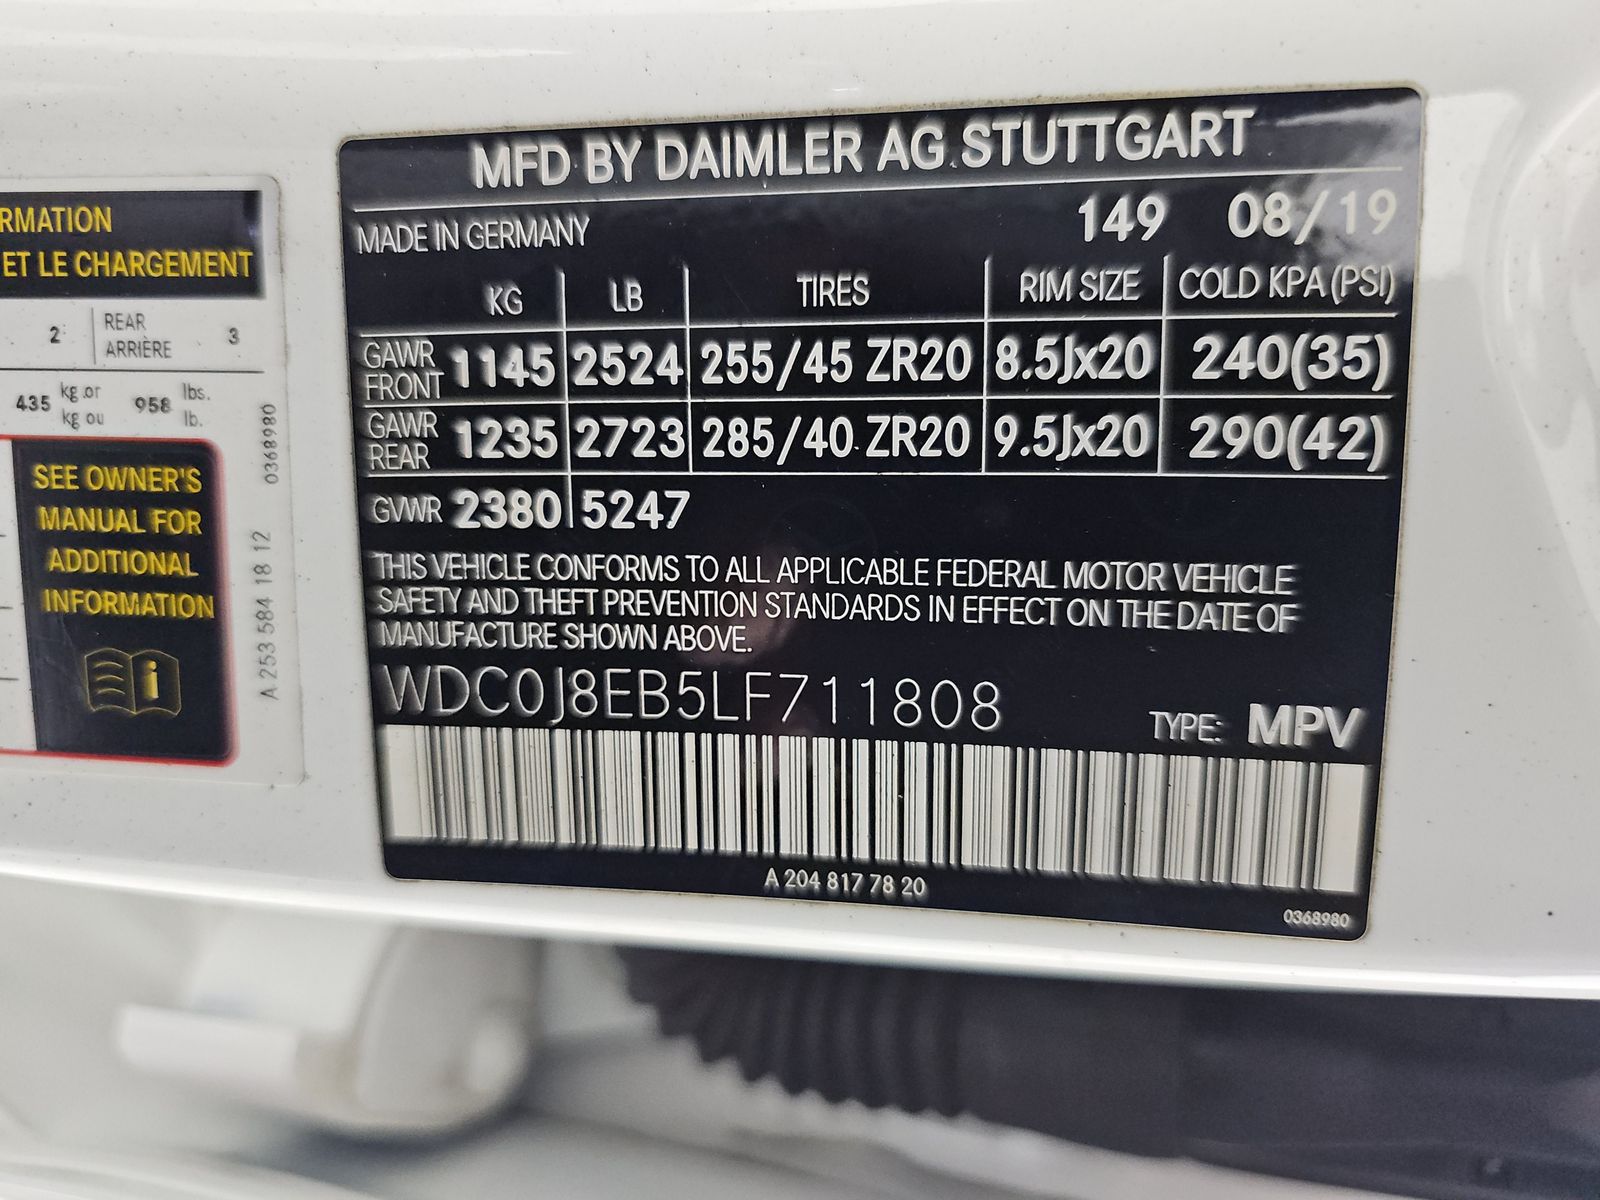 RMATION
ET LE CHARGEMENT
2
REAR
ARRIÈRE
3
435 kg or
kg ou
958 lbs.
lb.
SEE OWNER'S
MANUAL FOR
ADDITIONAL
INFORMATION
i
A 253 584 18 12
0368980
MFD BY DAIMLER AG STUTTGART
MADE IN GERMANY 149 08/19
KG LB TIRES RIM SIZE COLD KPA (PSI)
GAWR FRONT 1145 2524 255/45 ZR20 8.5Jx20 240(35)
GAWR REAR 1235 2723 285/40 ZR20 9.5Jx20 290(42)
GVWR 2380 5247
THIS VEHICLE CONFORMS TO ALL APPLICABLE FEDERAL MOTOR VEHICLE
SAFETY AND THEFT PREVENTION STANDARDS IN EFFECT ON THE DATE OF
MANUFACTURE SHOWN ABOVE.
WDC0J8EB5LF711808
TYPE: MPV
A 204 817 78 20
0368980